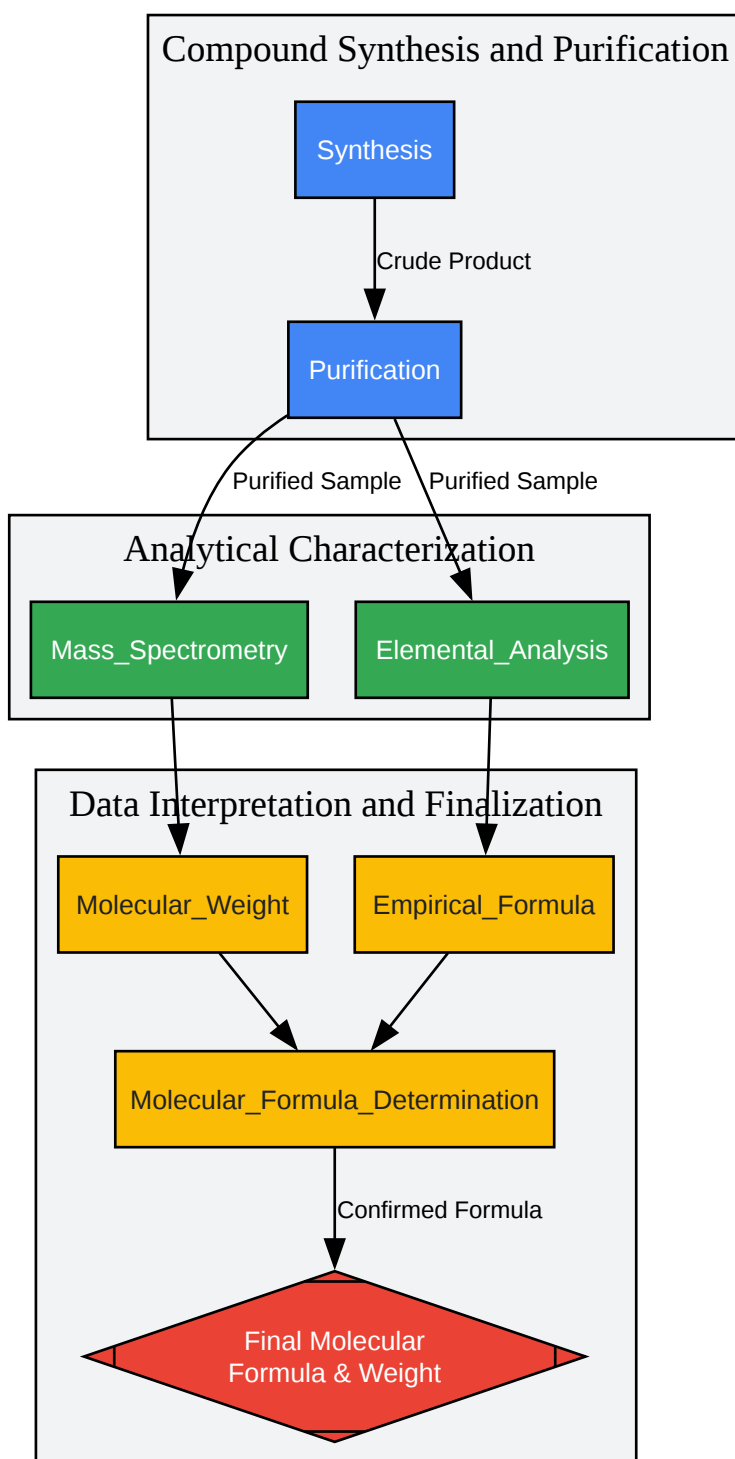 Compound Synthesis and Purification
Synthesis
Crude Product
Purification
Purified Sample
Purified Sample
Analytical Characterization
Mass_Spectrometry
Elemental_Analysis
Data Interpretation and Finalization
Molecular_Weight
Empirical_Formula
Molecular_Formula_Determination
Confirmed Formula
Final Molecular
Formula & Weight